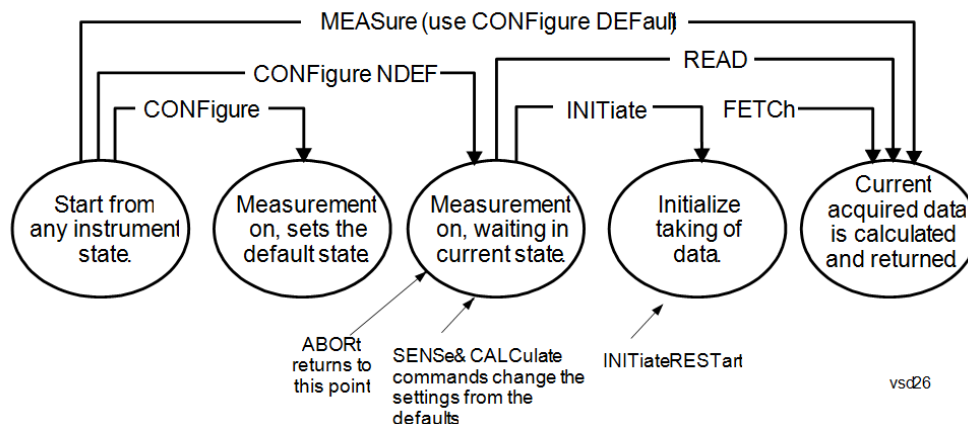 MEASure (use CONFigure DEFault)
CONFigure NDEF
READ
CONFigure
INITiate
FETCh
Start from
any instrument
state.
Measurement
on, sets the
default state.
Measurement
on, waiting in
current state.
Initialize
taking of
data.
Current
acquired data
is calculated
and returned.
ABORt
returns to
this point
SENSe& CALCulate
commands change the
settings from the
defaults
INITiateRESTart
vsd26